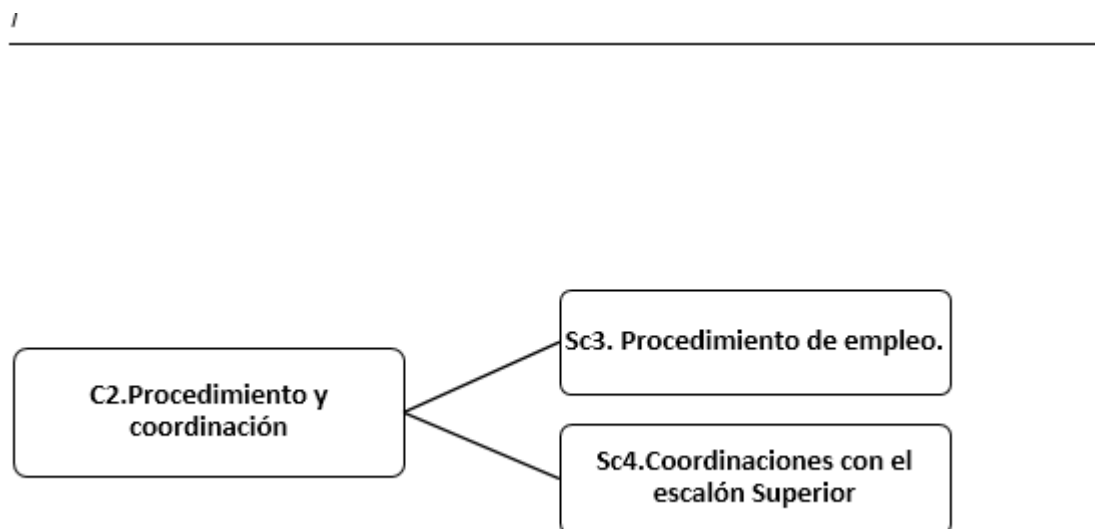 C2.Procedimiento y
coordinación
Sc3. Procedimiento de empleo.
Sc4.Coordinaciones con el
escalón Superior